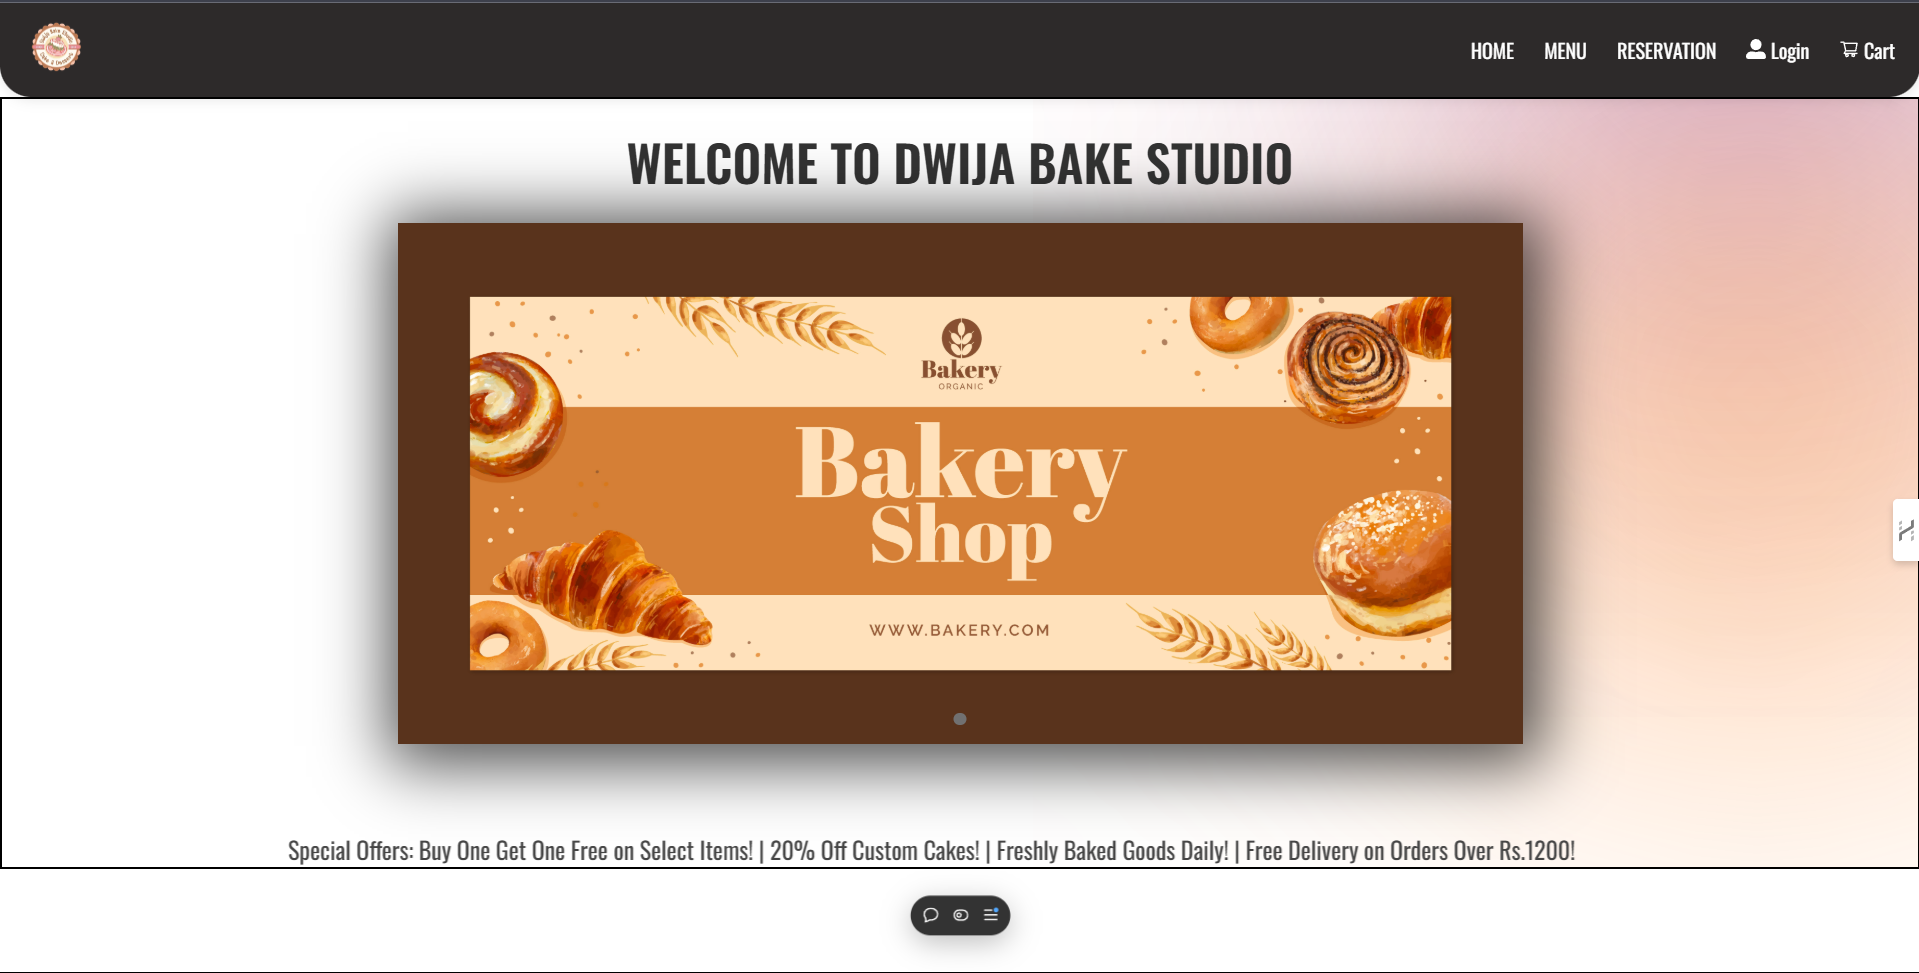 HOME MENU RESERVATION Login Cart
WELCOME TO DWIJA BAKE STUDIO
Bakery
ORGANIC
Bakery
Shop
WWW.BAKERY.COM
Special Offers: Buy One Get One Free on Select Items! | 20% Off Custom Cakes! | Freshly Baked Goods Daily! | Free Delivery on Orders Over Rs.1200!